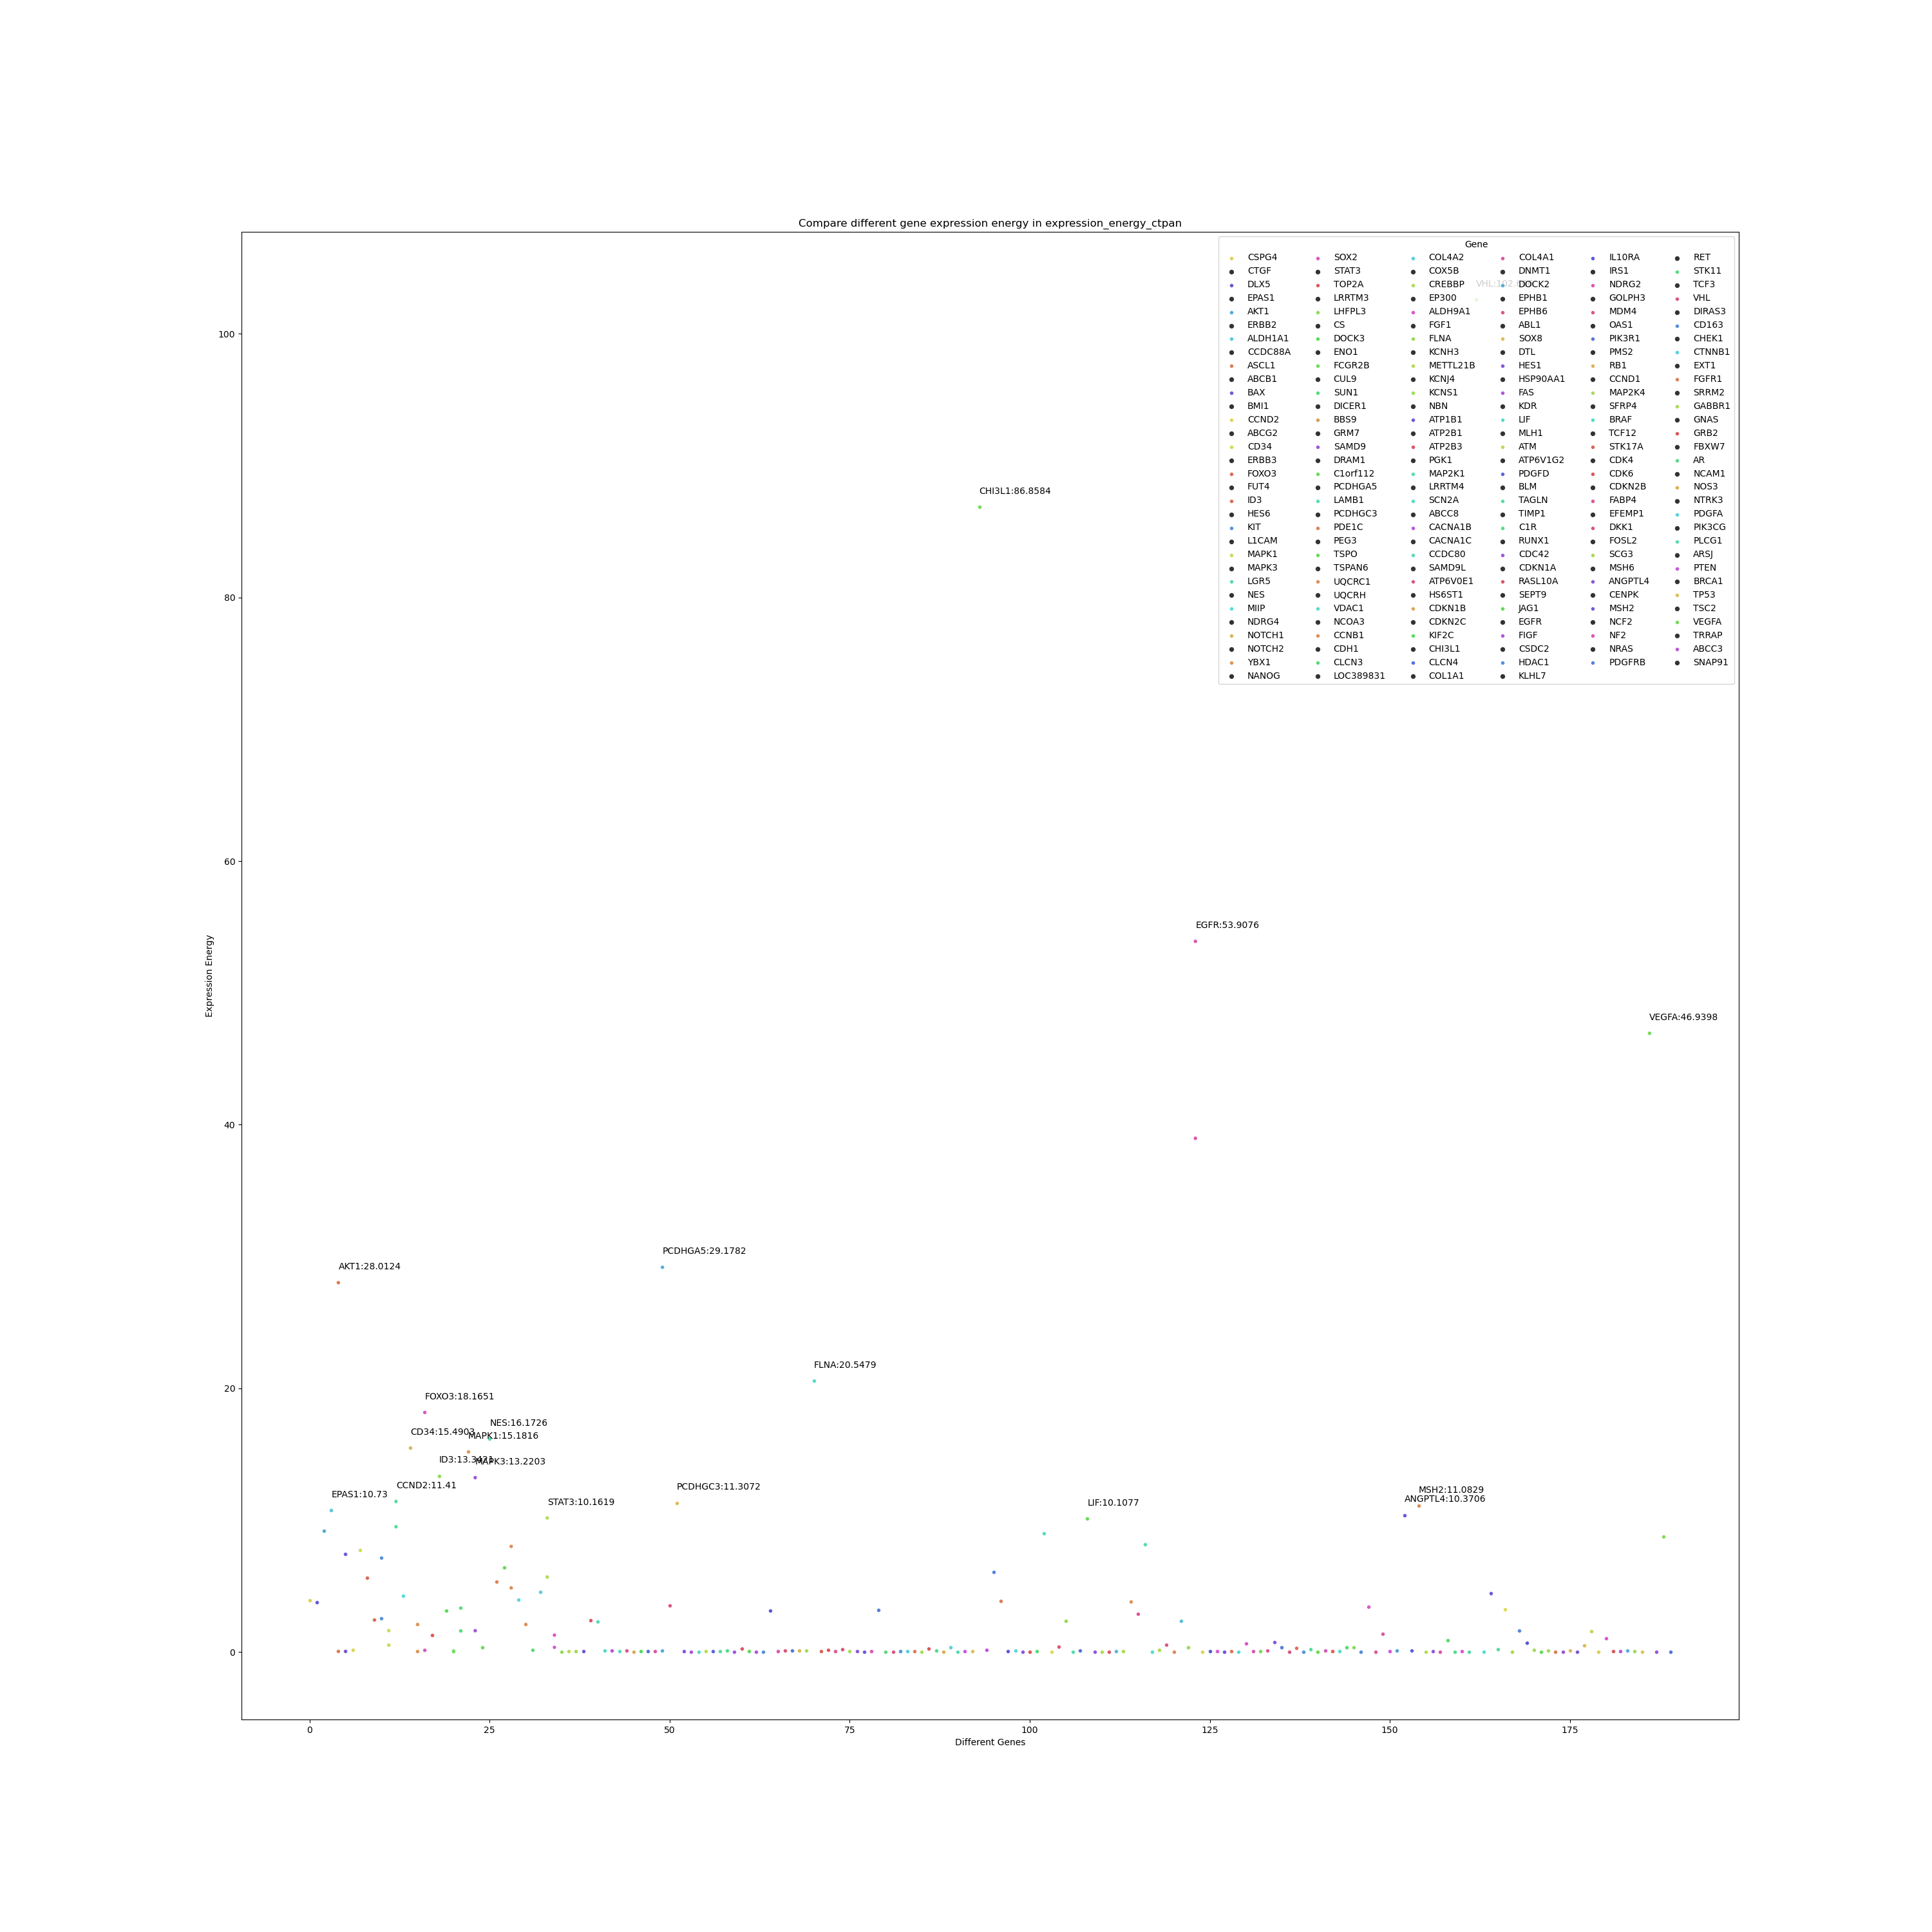 Compare different gene expression energy in expression_energy_ctpan
Gene
CSPG4 SOX2 COL4A2 COL4A1 IL10RA RET
CTGF STAT3 COX5B DNMT1 IRS1 STK11
DLX5 TOP2A CREBBP DOCK2 NDRG2 TCF3
EPAS1 LRRTM3 EP300 EPHB1 GOLPH3 VHL
AKT1 LHFPL3 ALDH9A1 EPHB6 MDM4 DIRAS3
ERBB2 CS FGF1 ABL1 OAS1 CD163
ALDH1A1 DOCK3 FLNA SOX8 PIK3R1 CHEK1
CCDC88A ENO1 KCNH3 DTL PMS2 CTNNB1
ASCL1 FCGR2B METTL21B HES1 RB1 EXT1
ABCB1 CUL9 KCNJ4 HSP90AA1 CCND1 FGFR1
BAX SUN1 KCNS1 FAS MAP2K4 SRRM2
BMI1 DICER1 NBN KDR SFRP4 GABBR1
CCND2 BBS9 ATP1B1 LIF BRAF GNAS
ABCG2 GRM7 ATP2B1 MLH1 TCF12 GRB2
CD34 SAMD9 ATP2B3 ATM STK17A FBXW7
ERBB3 DRAM1 PGK1 ATP6V1G2 CDK4 AR
FOXO3 C1orf112 MAP2K1 PDGFD CDK6 NCAM1
FUT4 PCDHGA5 LRRTM4 BLM CDKN2B NOS3
ID3 LAMB1 SCN2A TAGLN FABP4 NTRK3
HES6 PCDHGC3 ABCC8 TIMP1 EFEMP1 PDGFA
KIT PDE1C CACNA1B C1R DKK1 PIK3CG
L1CAM PEG3 CACNA1C RUNX1 FOSL2 PLCG1
MAPK1 TSPO CCDC80 CDC42 SCG3 ARSJ
MAPK3 TSPAN6 SAMD9L CDKN1A MSH6 PTEN
LGR5 UQCRC1 ATP6V0E1 RASL10A ANGPTL4 BRCA1
NES UQCRH HS6ST1 SEPT9 CENPK TP53
MIIP VDAC1 CDKN1B JAG1 MSH2 TSC2
NDRG4 NCOA3 CDKN2C EGFR NCF2 VEGFA
NOTCH1 CCNB1 KIF2C FIGF NF2 TRRAP
NOTCH2 CDH1 CHI3L1 CSDC2 NRAS ABCC3
YBX1 CLCN3 CLCN4 HDAC1 PDGFRB SNAP91
NANOG LOC389831 COL1A1 KLHL7
100
CHI3L1:86.8584
80
60
EGFR:53.9076
VEGFA:46.9398
40
PCDHGA5:29.1782
AKT1:28.0124
FLNA:20.5479
20
FOXO3:18.1651
NES:16.1726
CD34:15.4903
MAPK1:15.1816
MAPK3:13.2203
CCND2:11.41
PCDHGC3:11.3072
MSH2:11.0829
EPAS1:10.73
ANGPTL4:10.3706
STAT3:10.1619
LIF:10.1077
0
0 25 50 75 100 125 150 175
Different Genes
Expression Energy